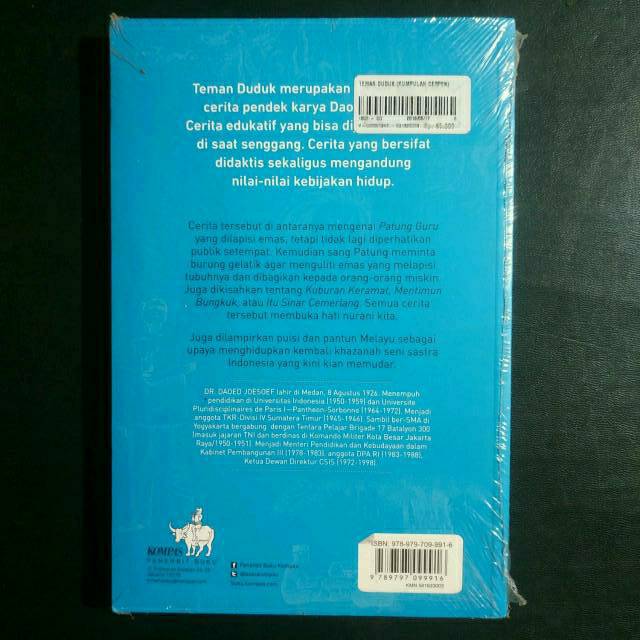 Teman Duduk merupakan
cerita pendek karya Dao
Cerita edukatif yang bisa di
di saat senggang. Cerita yang bersifat
didaktis sekaligus mengandung
nilai-nilai kebijakan hidup.
TEMAN DUDUK (KUMPULAN CERPEN)
Cerita tersebut di antaranya mengenai Patung Guru
yang dilapisi emas, tetapi tidak lagi diperhatikan
publik setempat. Kemudian sang Patung meminta
burung gelatik agar menguliti emas yang melapisi
tubuhnya dan dibagikan kepada orang-orang miskin.
Juga dikisahkan tentang Kuburan Keramat, Mentimun
Bungkuk, atau Itu Sinar Cemerlang. Semua cerita
tersebut membuka hati nurani kita.
Juga dilampirkan puisi dan pantun Melayu sebagai
upaya menghidupkan kembali khazanah seni sastra
Indonesia yang kini kian memudar.
DR. DAOED JOESOEF lahir di Medan, 8 Agustus 1926. Menempuh
pendidikan di Universitas Indonesia (1950-1959) dan Universite
Pluridisciplinaires de Paris I—Pantheon-Sorbonne (1964-1972). Menjadi
anggota TKR-Divisi IV Sumatera Timur (1945-1946). Sambil ber-SMA di
Yogyakarta bergabung dengan Tentara Pelajar Brigade 17 Batalyon 300
(masuk jajaran TNI dan berdinas di Komando Militer Kota Besar Jakarta
Raya/1950-1951). Menjadi Menteri Pendidikan dan Kebudayaan dalam
Kabinet Pembangunan III (1978-1983), anggota DPA RI (1983-1988),
Ketua Dewan Direktur CSIS (1972-1998).
KOMPAS
PENERBIT BUKU
Penerbit Buku Kompas
ISBN: 978-979-709-991-6
9 789797 099916